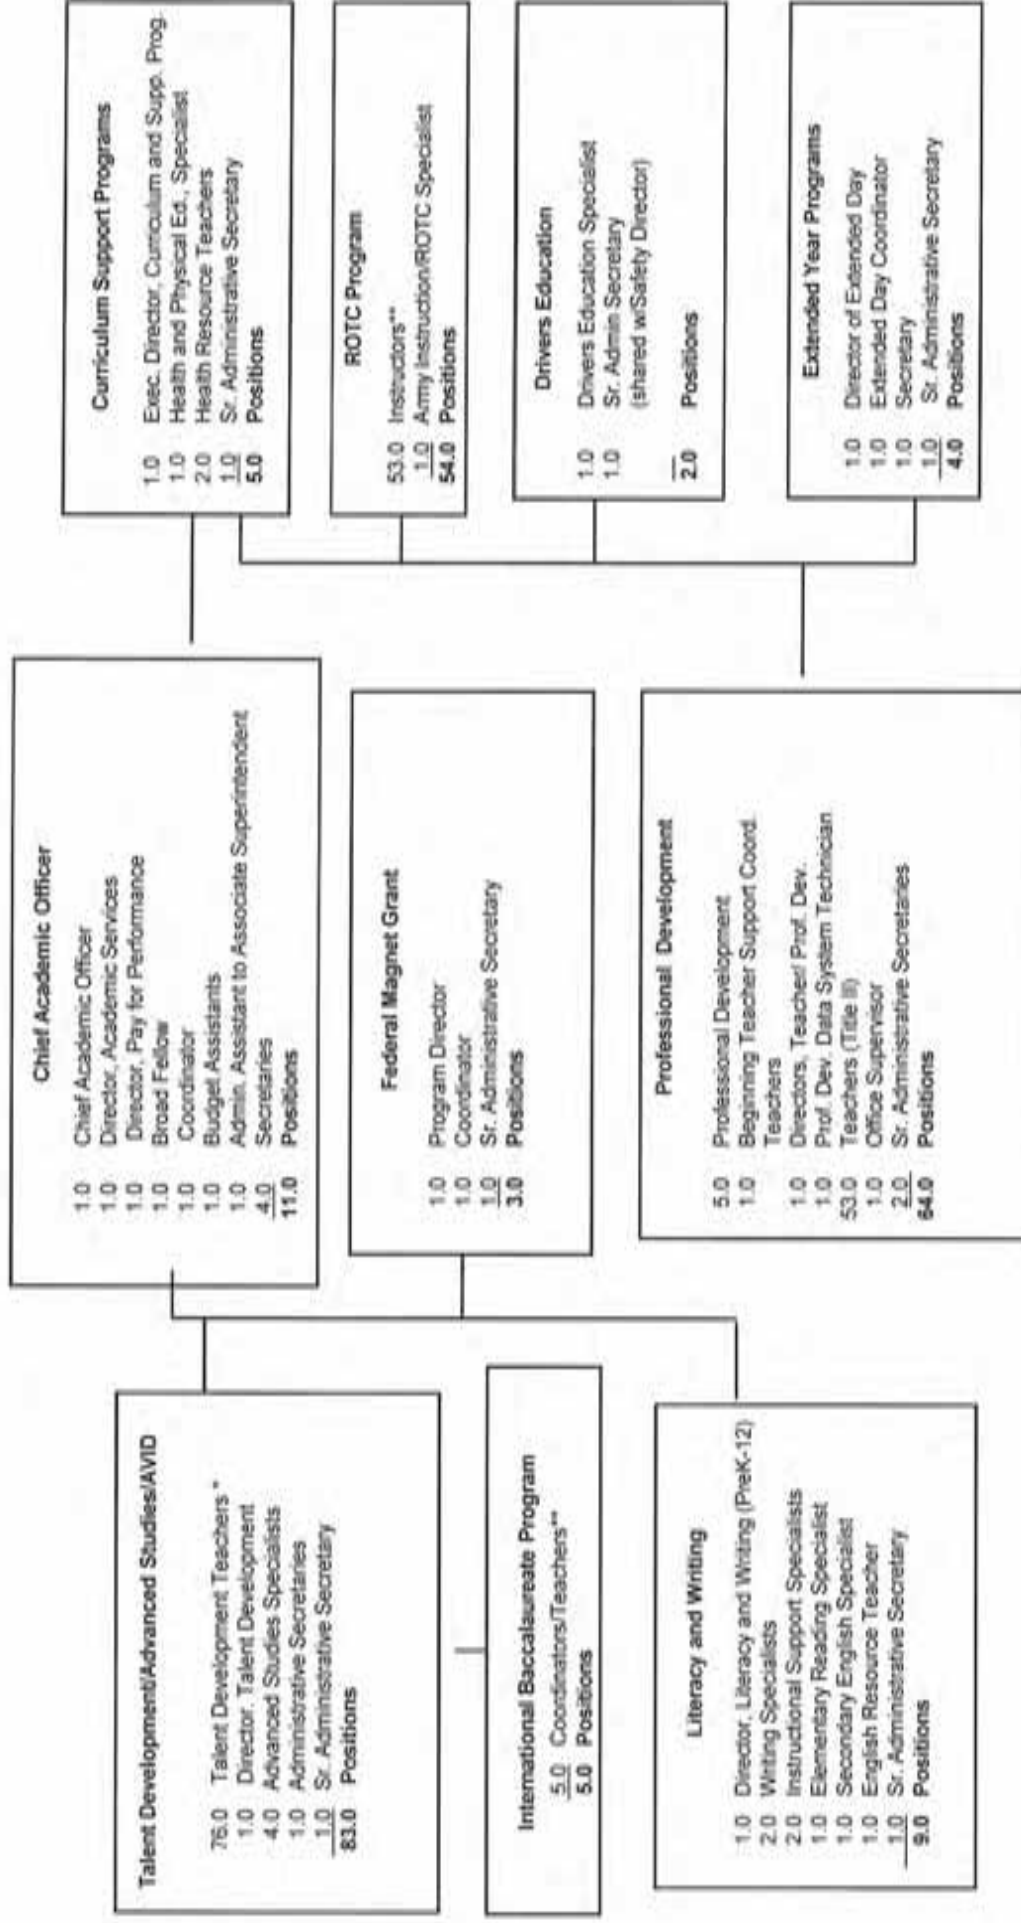 Chief Academic Officer
1.0 Chief Academic Officer
1.0 Director, Academic Services
1.0 Director, Pay for Performance
1.0 Broad Fellow
1.0 Coordinator
1.0 Budget Assistants
1.0 Admin. Assistant to Associate Superintendent
4.0 Secretaries
11.0 Positions
Talent Development/Advanced Studies/AVID
76.0 Talent Development Teachers *
1.0 Director, Talent Development
4.0 Advanced Studies Specialists
1.0 Administrative Secretaries
1.0 Sr. Administrative Secretary
83.0 Positions
International Baccalaureate Program
5.0 Coordinators/Teachers**
5.0 Positions
Literacy and Writing
1.0 Director, Literacy and Writing (PreK-12)
2.0 Writing Specialists
2.0 Instructional Support Specialists
1.0 Elementary Reading Specialist
1.0 Secondary English Specialist
1.0 English Resource Teacher
1.0 Sr. Administrative Secretary
9.0 Positions
Federal Magnet Grant
1.0 Program Director
1.0 Coordinator
1.0 Sr. Administrative Secretary
3.0 Positions
Professional Development
5.0 Professional Development
1.0 Beginning Teacher Support Coord.
Teachers
1.0 Directors, Teacher/ Prof. Dev.
1.0 Prof. Dev. Data System Technician
53.0 Teachers (Title II)
1.0 Office Supervisor
2.0 Sr. Administrative Secretaries
64.0 Positions
Curriculum Support Programs
1.0 Exec. Director, Curriculum and Supp. Prog.
1.0 Health and Physical Ed., Specialist
2.0 Health Resource Teachers
1.0 Sr. Administrative Secretary
5.0 Positions
ROTC Program
53.0 Instructors**
1.0 Army Instruction/ROTC Specialist
54.0 Positions
Drivers Education
1.0 Drivers Education Specialist
1.0 Sr. Admin Secretary
(shared w/Safety Director)
2.0 Positions
Extended Year Programs
1.0 Director of Extended Day
1.0 Extended Day Coordinator
1.0 Secretary
1.0 Sr. Administrative Secretary
4.0 Positions